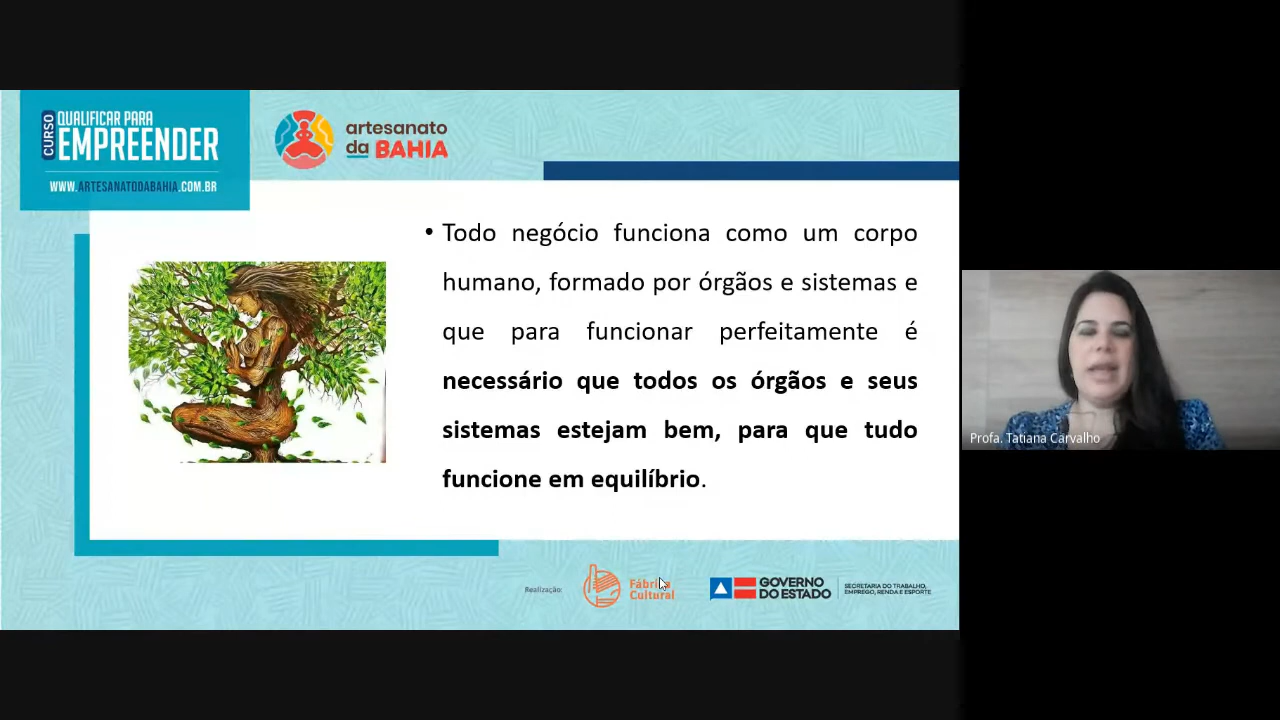 CURSO
QUALIFICAR PARA
EMPREENDER
WWW.ARTESANATODABAHIA.COM.BR
artesanato
da BAHIA
• Todo negócio funciona como um corpo
humano, formado por órgãos e sistemas e
que para funcionar perfeitamente é
necessário que todos os órgãos e seus
sistemas estejam bem, para que tudo
funcione em equilíbrio.
Profa. Tatiana Carvalho
Realização:
Fábrica
Cultural
GOVERNO
DO ESTADO
SECRETARIA DO TRABALHO,
EMPREGO, RENDA E ESPORTE